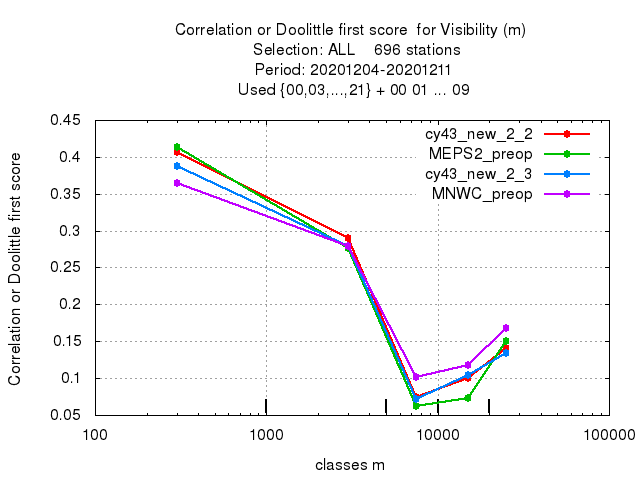 Correlation or Doolittle first score  for Visibility (m)
Selection: ALL    696 stations
Period: 20201204-20201211
Used {00,03,...,21} + 00 01 ... 09
cy43_new_2_2
MEPS2_preop
cy43_new_2_3
MNWC_preop
Correlation or Doolittle first score
0.45
0.4
0.35
0.3
0.25
0.2
0.15
0.1
0.05
100
1000
10000
100000
classes m